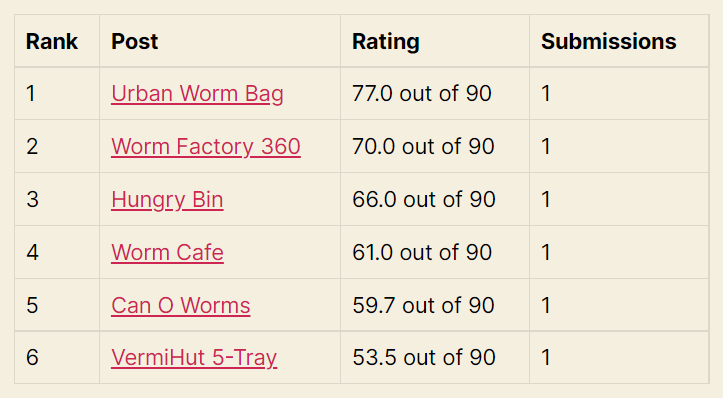 Rank Post Rating Submissions
1 Urban Worm Bag 77.0 out of 90 1
2 Worm Factory 360 70.0 out of 90 1
3 Hungry Bin 66.0 out of 90 1
4 Worm Cafe 61.0 out of 90 1
5 Can O Worms 59.7 out of 90 1
6 VermiHut 5-Tray 53.5 out of 90 1